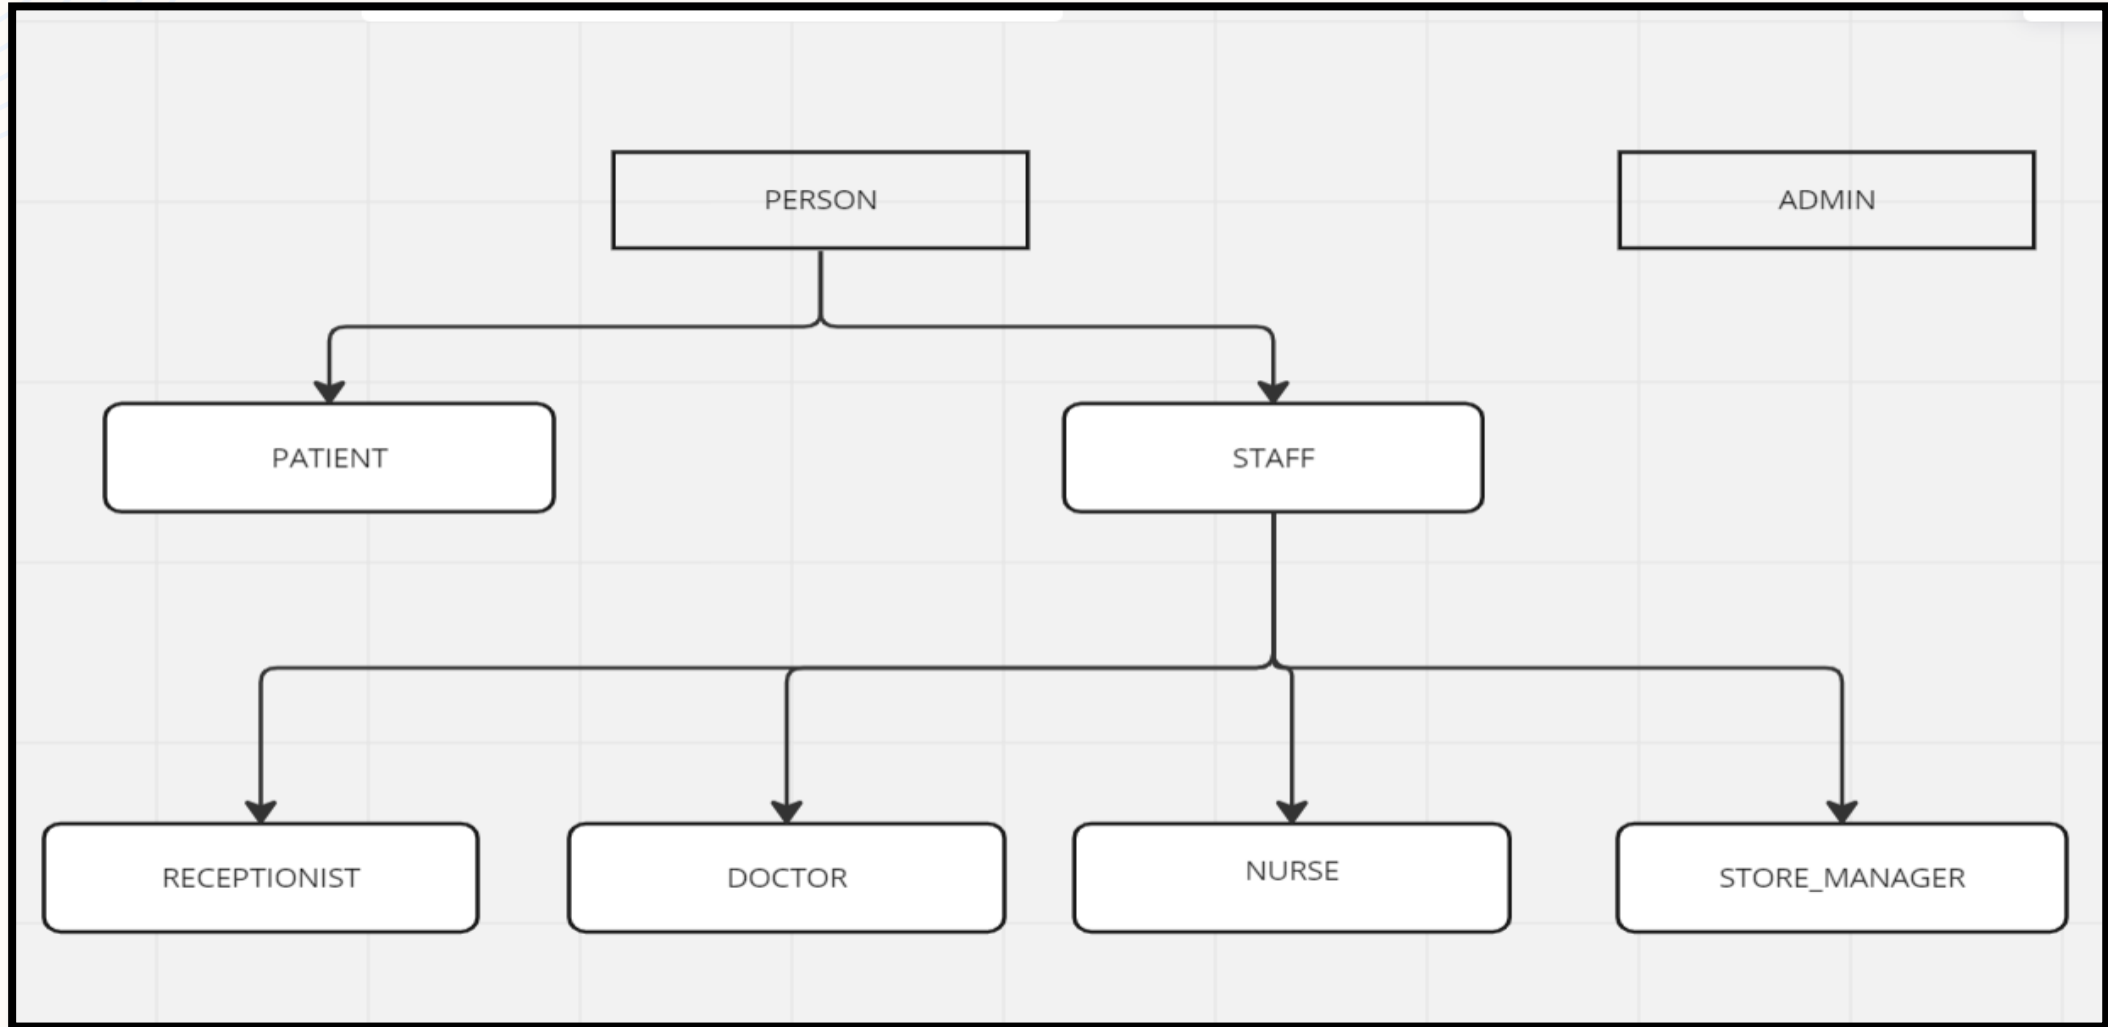 PERSON
ADMIN
PATIENT
STAFF
RECEPTIONIST
DOCTOR
NURSE
STORE_MANAGER